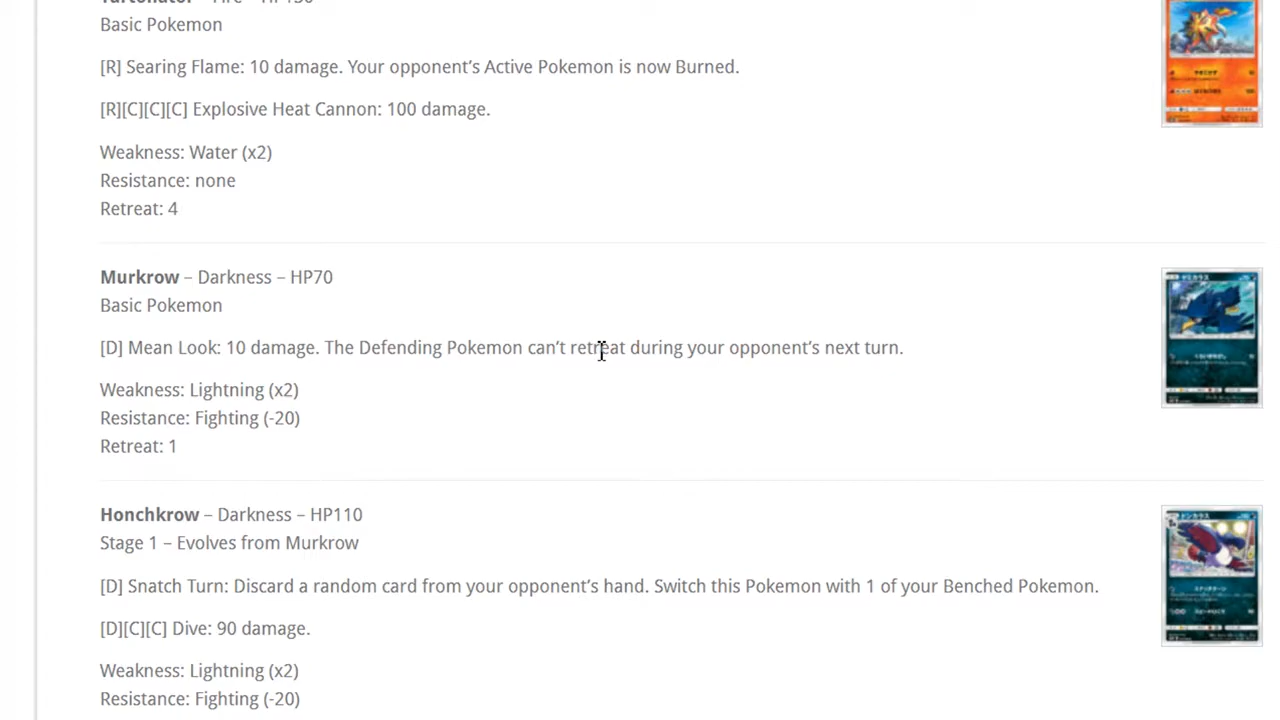 Turtonator – Fire – HP130
Basic Pokemon
[R] Searing Flame: 10 damage. Your opponent’s Active Pokemon is now Burned.
[R][C][C][C] Explosive Heat Cannon: 100 damage.
Weakness: Water (x2)
Resistance: none
Retreat: 4
Murkrow – Darkness – HP70
Basic Pokemon
[D] Mean Look: 10 damage. The Defending Pokemon can’t retreat during your opponent’s next turn.
Weakness: Lightning (x2)
Resistance: Fighting (-20)
Retreat: 1
Honchkrow – Darkness – HP110
Stage 1 – Evolves from Murkrow
[D] Snatch Turn: Discard a random card from your opponent’s hand. Switch this Pokemon with 1 of your Benched Pokemon.
[D][C][C] Dive: 90 damage.
Weakness: Lightning (x2)
Resistance: Fighting (-20)